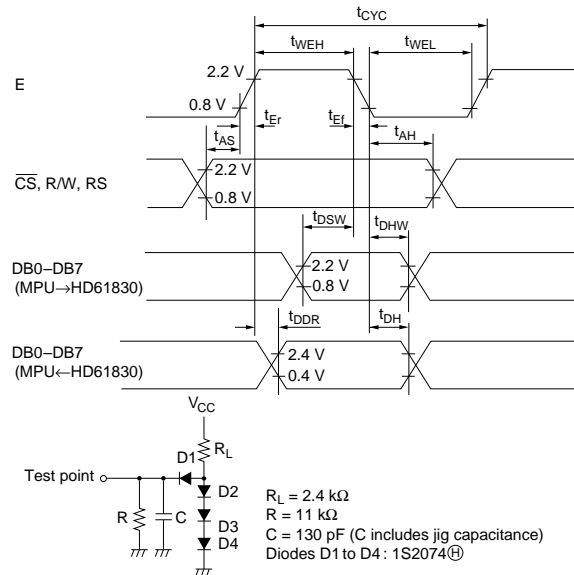 tCYC
tWEH
tWEL
E
2.2 V
0.8 V
tEr
tEf
tAS
tAH
CS, R/W, RS
2.2 V
0.8 V
tDSW
tDHW
DB0–DB7
(MPU→HD61830)
2.2 V
0.8 V
tDDR
tDH
DB0–DB7
(MPU←HD61830)
2.4 V
0.4 V
VCC
RL
D1
Test point
D2
R
C
D3
D4
RL = 2.4 kΩ
R = 11 kΩ
C = 130 pF (C includes jig capacitance)
Diodes D1 to D4 : 1S2074Ⓗ